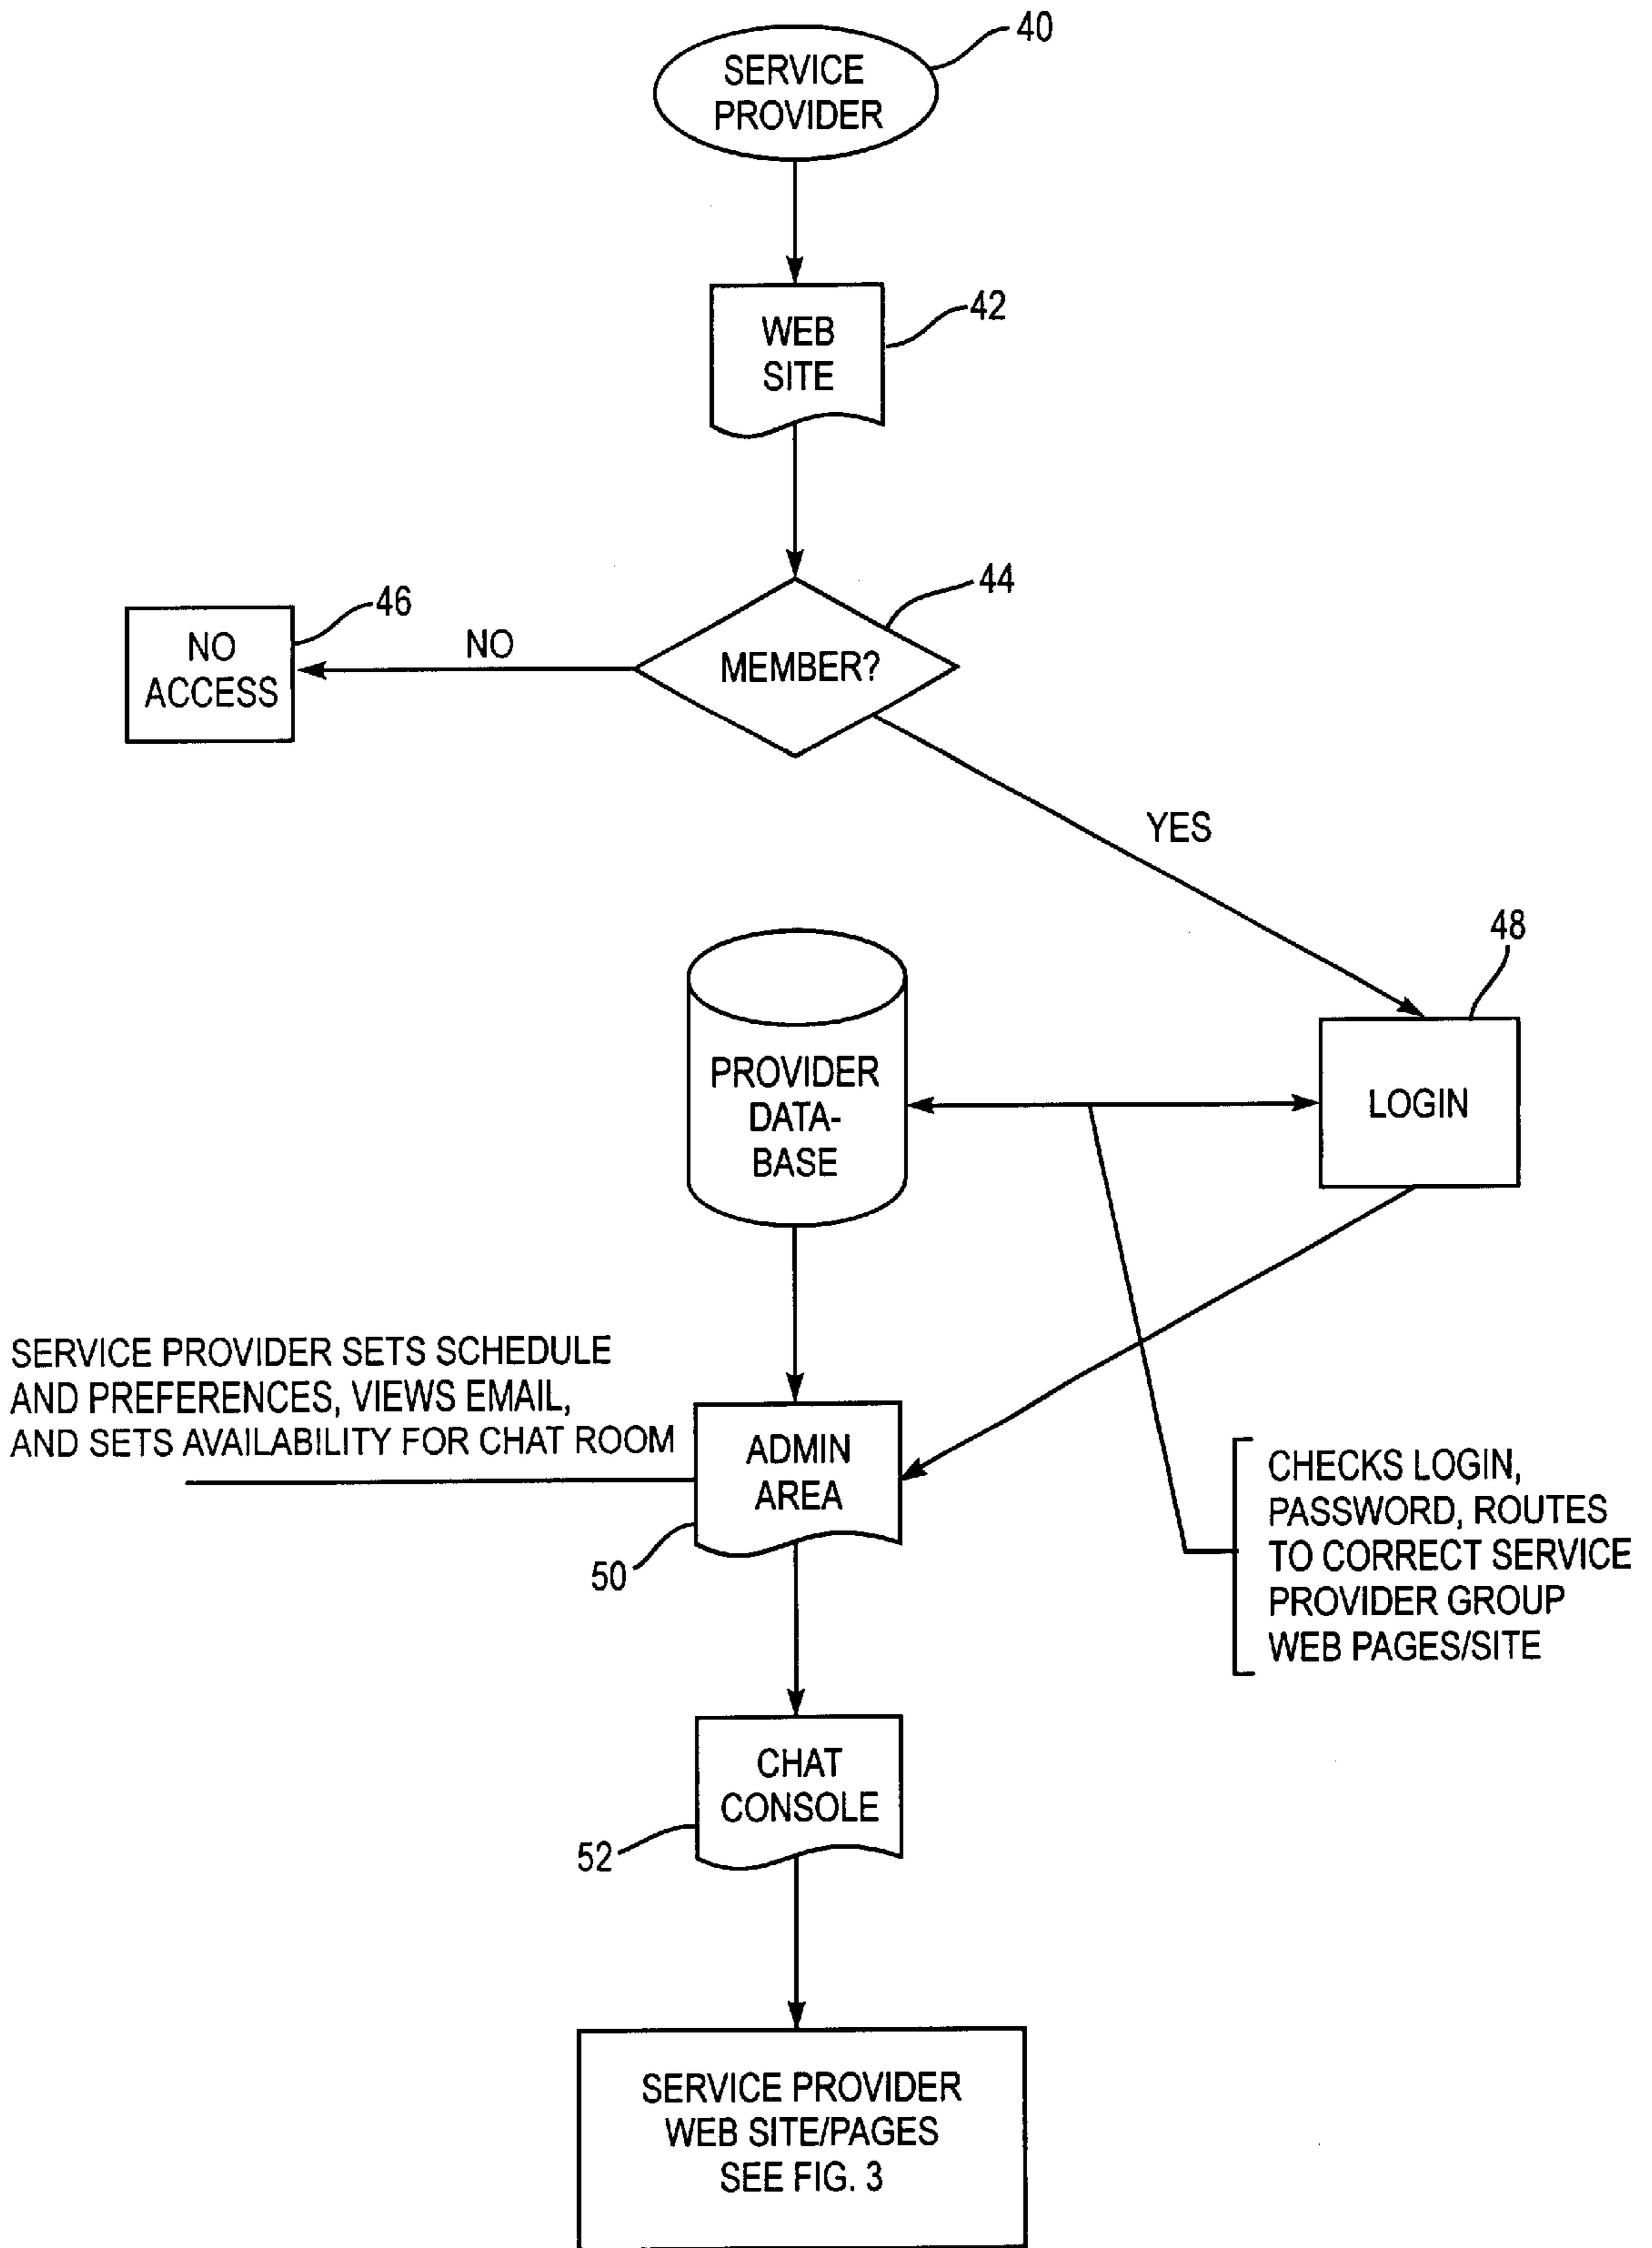 40
SERVICE
PROVIDER
42
WEB
SITE
44
46
NO
ACCESS
NO
MEMBER?
YES
48
PROVIDER
DATA-
BASE
LOGIN
SERVICE PROVIDER SETS SCHEDULE
AND PREFERENCES, VIEWS EMAIL,
AND SETS AVAILABILITY FOR CHAT ROOM
ADMIN
AREA
50
CHECKS LOGIN,
PASSWORD, ROUTES
TO CORRECT SERVICE
PROVIDER GROUP
WEB PAGES/SITE
CHAT
CONSOLE
52
SERVICE PROVIDER
WEB SITE/PAGES
SEE FIG. 3